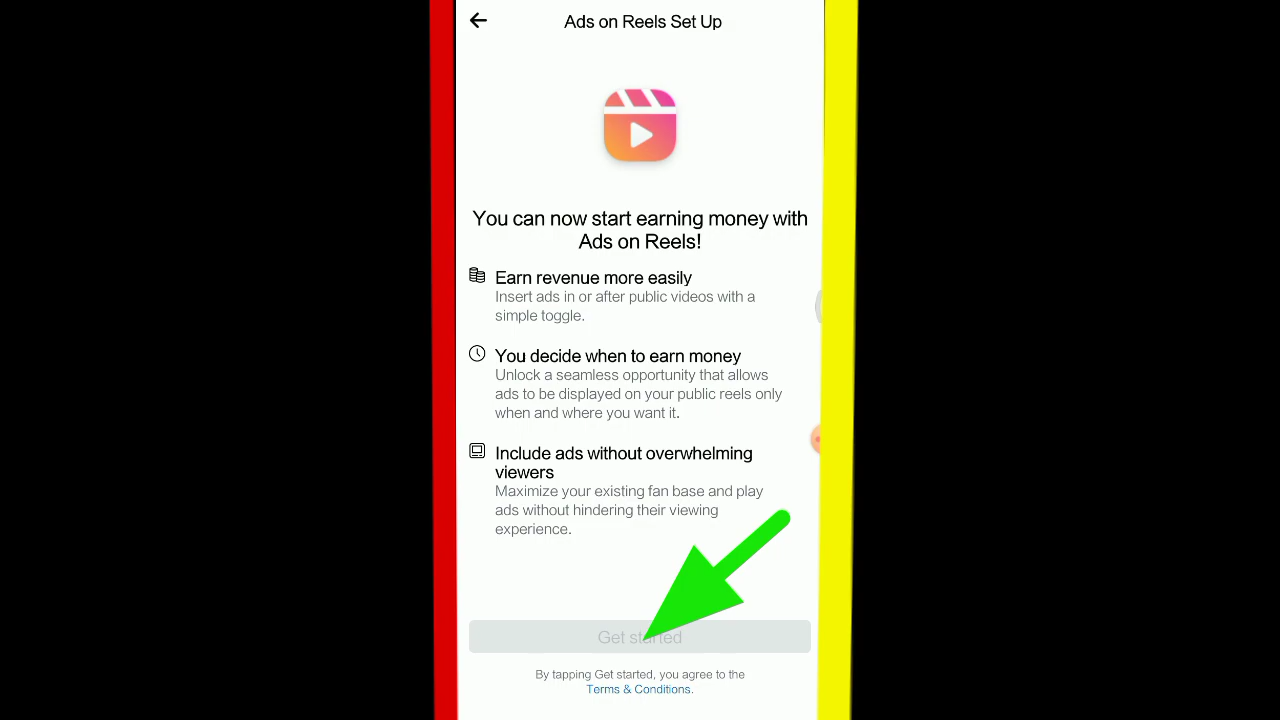 Ads on Reels Set Up
You can now start earning money with
Ads on Reels!
Earn revenue more easily
Insert ads in or after public videos with a
simple toggle.
You decide when to earn money
Unlock a seamless opportunity that allows
ads to be displayed on your public reels only
when and where you want it.
Include ads without overwhelming
viewers
Maximize your existing fan base and play
ads without hindering their viewing
experience.
Get started
By tapping Get started, you agree to the
Terms & Conditions.